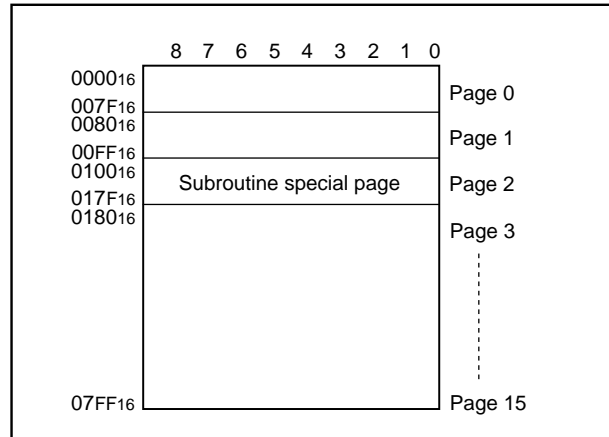 8 7 6 5 4 3 2 1 0
000016
Page 0
007F16
008016
Page 1
00FF16
010016
Subroutine special page
Page 2
017F16
018016
Page 3
07FF16
Page 15